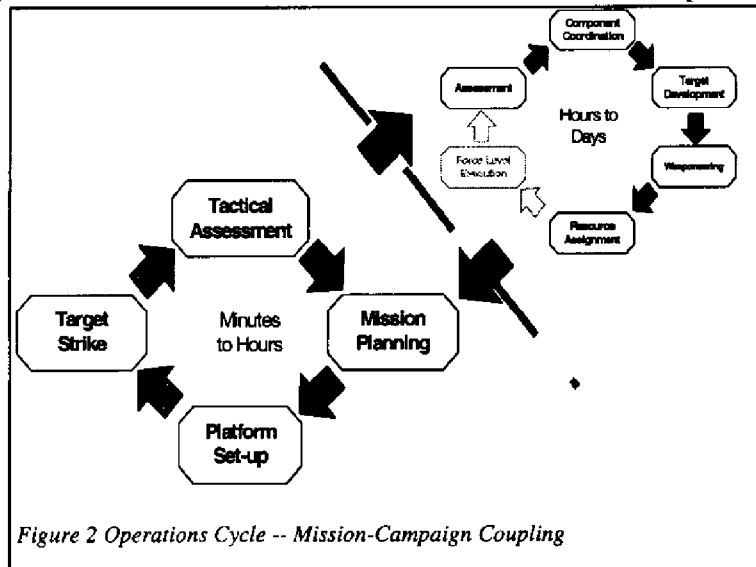 Component
Coordination
Assessment
Target
Development
Hours to
Days
Force Level
Execution
Weaponeering
Resource
Assignment
Tactical
Assessment
Target
Strike
Minutes
to Hours
Mission
Planning
Platform
Set-up
Figure 2 Operations Cycle -- Mission-Campaign Coupling